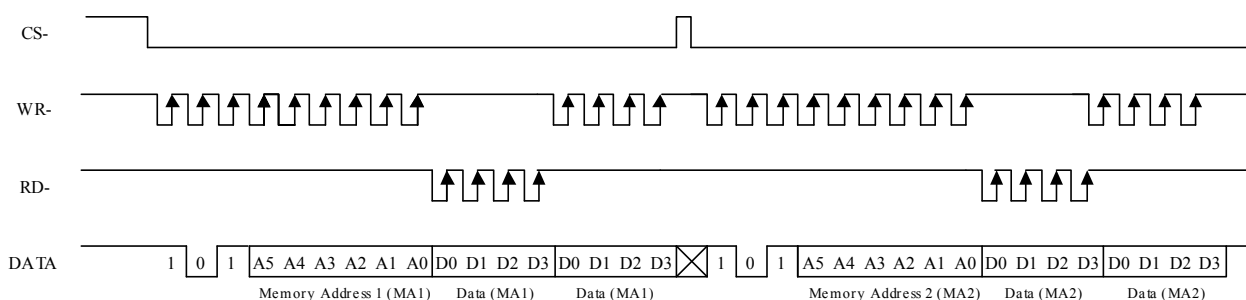 CS-
WR-
RD-
DATA 1 0 1 A5 A4 A3 A2 A1 A0 D0 D1 D2 D3 D0 D1 D2 D3 1 0 1 A5 A4 A3 A2 A1 A0 D0 D1 D2 D3 D0 D1 D2 D3
Memory Address 1 (MA1) Data (MA1) Data (MA1) Memory Address 2 (MA2) Data (MA2) Data (MA2)